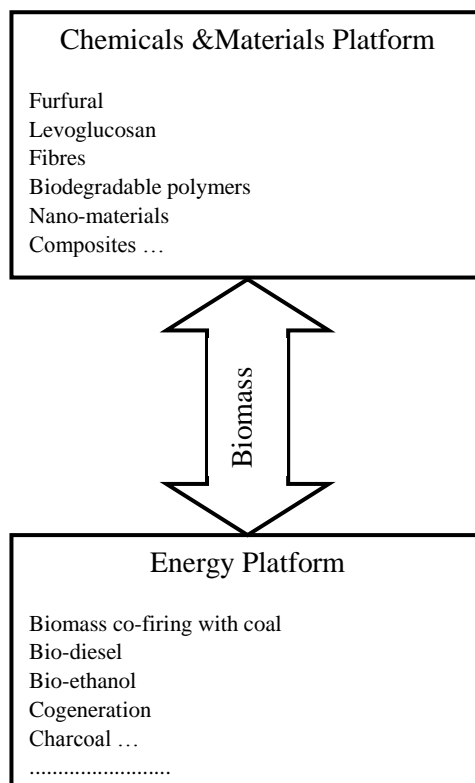 Chemicals &Materials Platform
Furfural
Levoglucosan
Fibres
Biodegradable polymers
Nano-materials
Composites …
Biomass
Energy Platform
Biomass co-firing with coal
Bio-diesel
Bio-ethanol
Cogeneration
Charcoal …
.........................